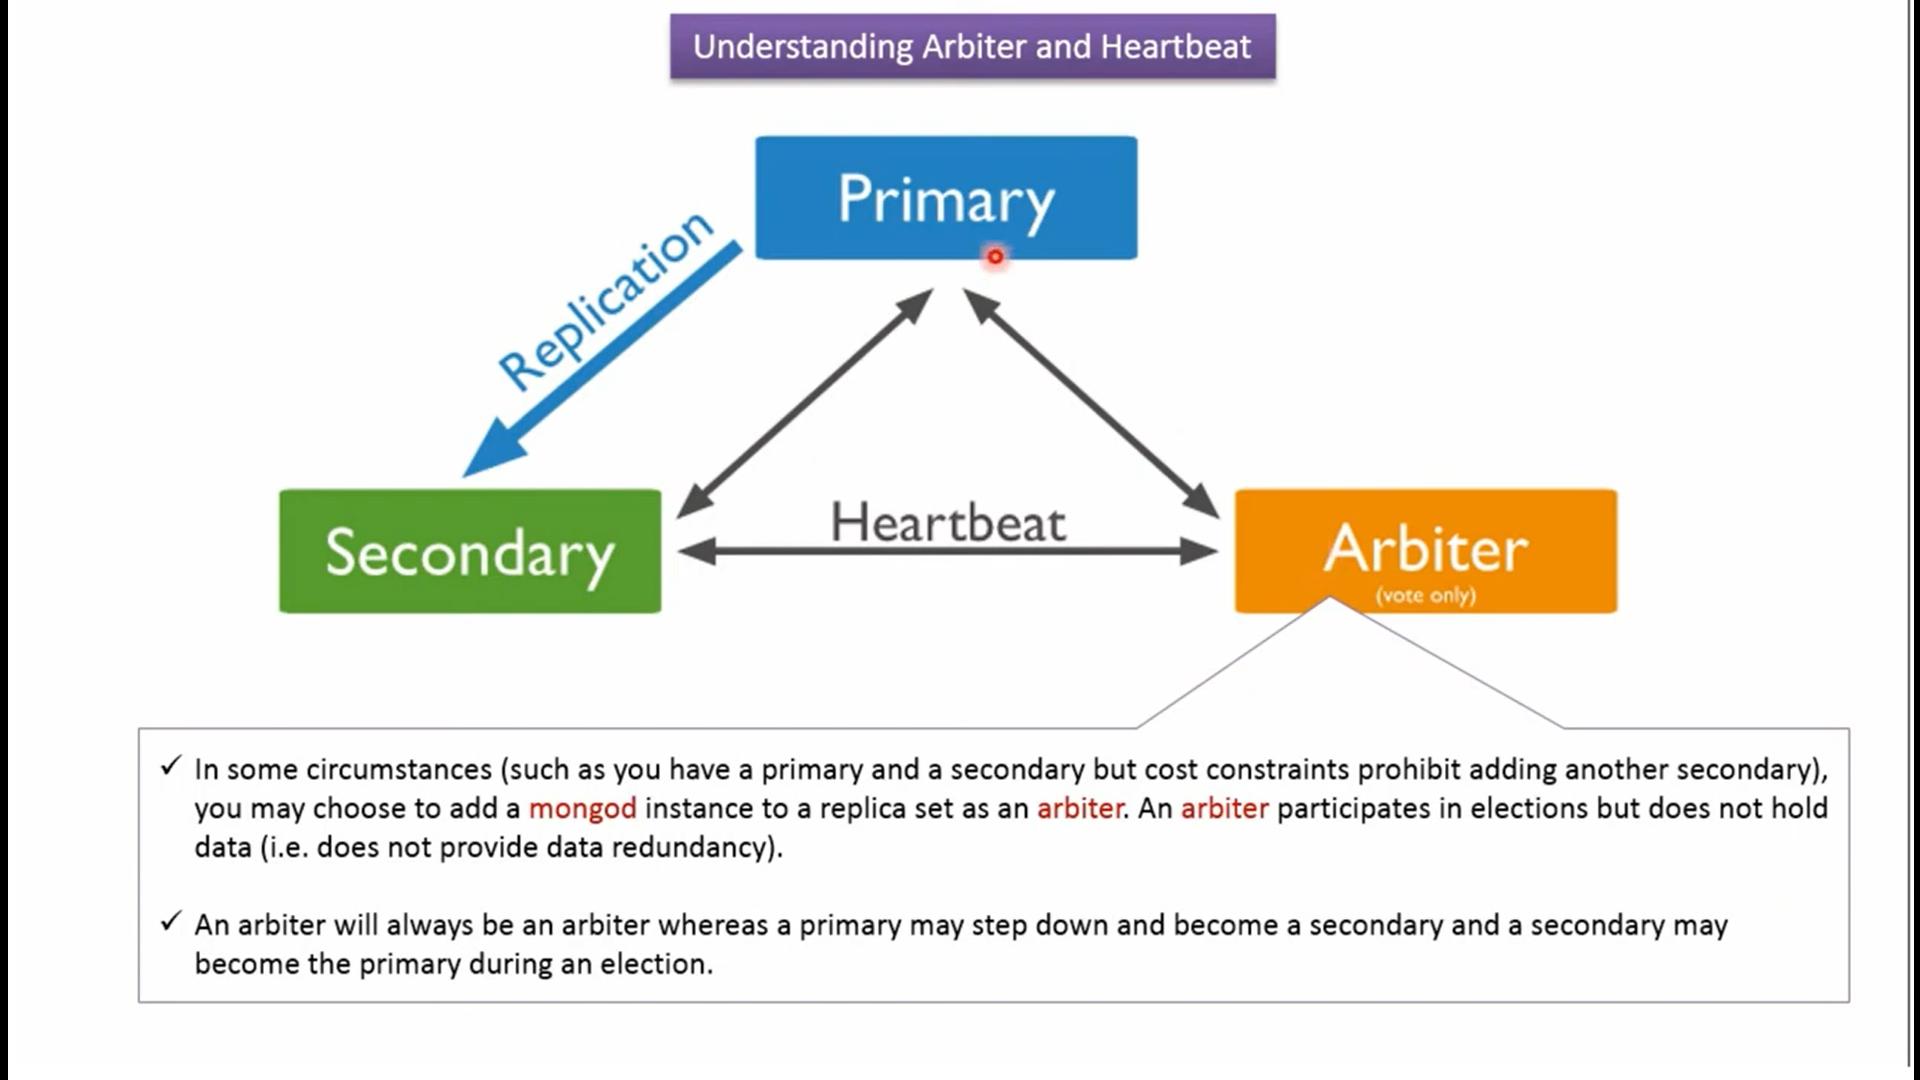 Understanding Arbiter and Heartbeat
Primary
Replication
Secondary
Heartbeat
Arbiter
(vote only)
✓ In some circumstances (such as you have a primary and a secondary but cost constraints prohibit adding another secondary),
you may choose to add a mongod instance to a replica set as an arbiter. An arbiter participates in elections but does not hold
data (i.e. does not provide data redundancy).
✓ An arbiter will always be an arbiter whereas a primary may step down and become a secondary and a secondary may
become the primary during an election.